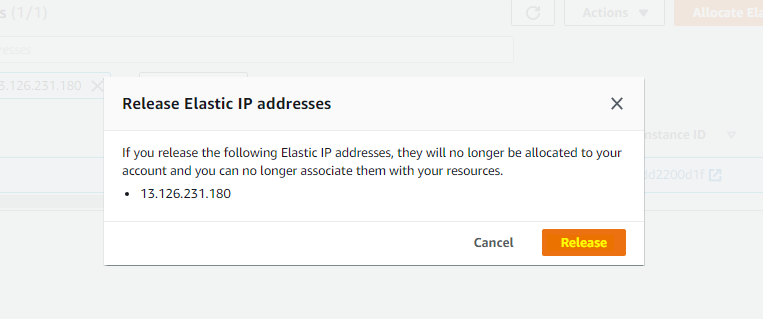 s (1/1)
Actions
Allocate Ela
resses
3.126.231.180
Release Elastic IP addresses
nstance ID
If you release the following Elastic IP addresses, they will no longer be allocated to your
account and you can no longer associate them with your resources.
dd2200d1f
• 13.126.231.180
Cancel
Release